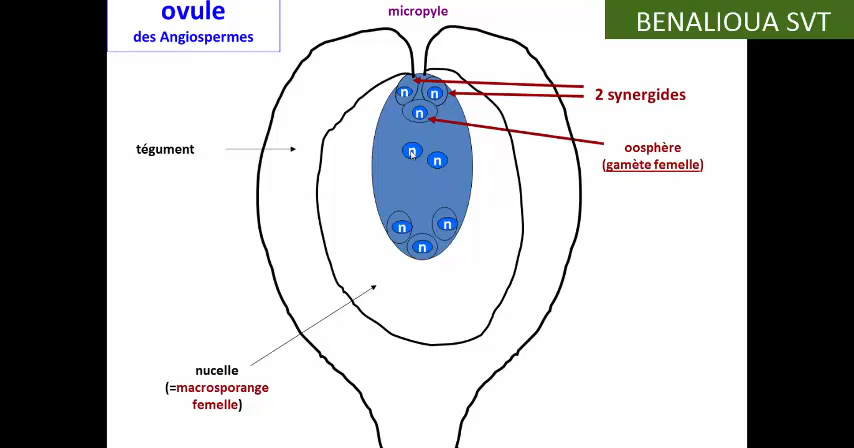 ovule
des Angiospermes
micropyle
BENALIOUA SVT
n
n
n
2 synergides
tégument
oosphère
(gamète femelle)
n
n
n
n
n
nucelle
(=macrosporange
femelle)